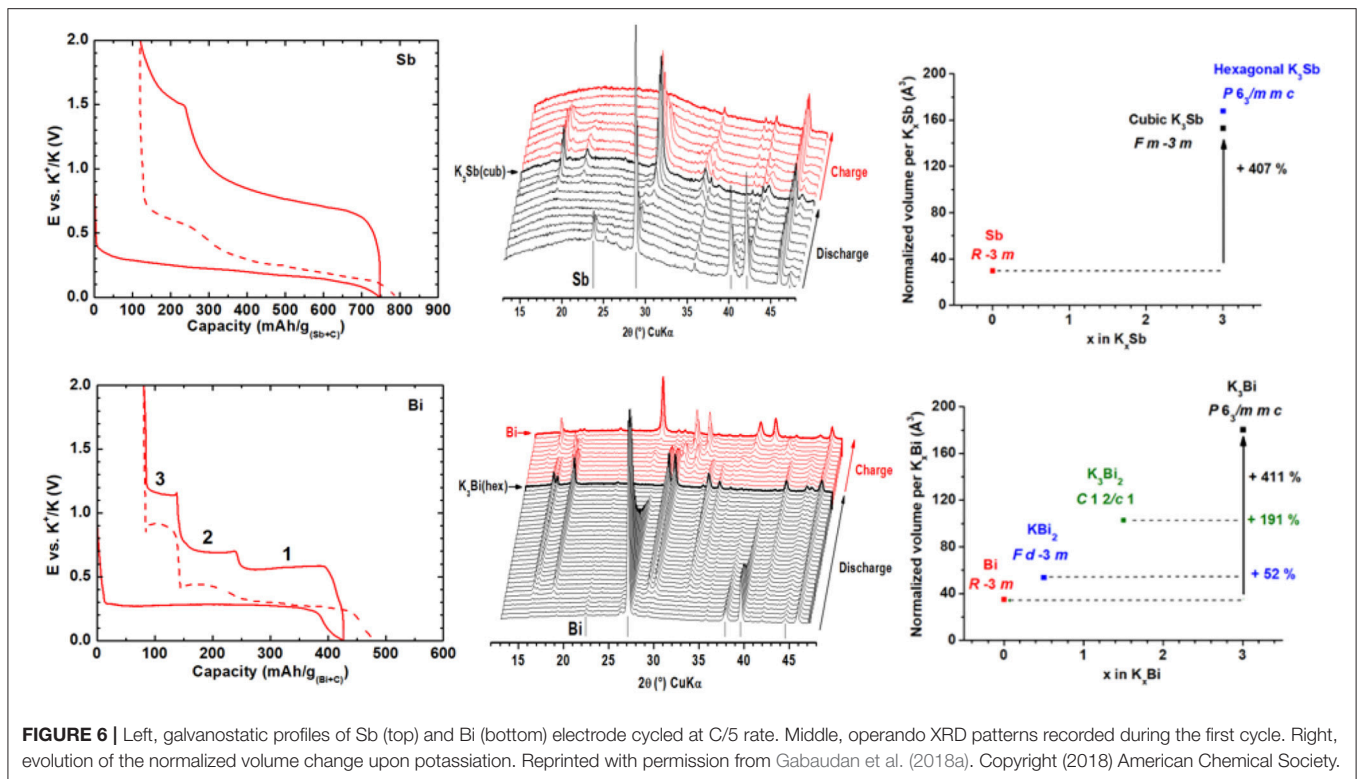 Sb
2.0
1.5
1.0
0.5
0.0
E vs. K⁺/K (V)
0 100 200 300 400 500 600 700 800 900
Capacity (mAh/g(Sb+C))
K₃Sb(cub)
Charge
Discharge
Sb
15 20 25 30 35 40 45
2θ (°) CuKα
Normalized volume per KₓSb (Å³)
200
160
120
80
40
0
Hexagonal K₃Sb
P 6₃/m m c
Cubic K₃Sb
F m -3 m
+ 407 %
Sb
R -3 m
0 1 2 3
x in KₓSb
Bi
2.0
1.5
1.0
0.5
0.0
E vs. K⁺/K (V)
3
2
1
0 100 200 300 400 500 600
Capacity (mAh/g(Bi+C))
Bi
K₃Bi(hex)
Charge
Discharge
Bi
15 20 25 30 35 40 45
2θ (°) CuKα
Normalized volume per KₓBi (Å³)
200
160
120
80
40
0
K₃Bi
P 6₃/m m c
+ 411 %
K₃Bi₂
C 1 2/c 1
+ 191 %
KBi₂
F d -3 m
+ 52 %
Bi
R -3 m
0 1 2 3
x in KₓBi
FIGURE 6 | Left, galvanostatic profiles of Sb (top) and Bi (bottom) electrode cycled at C/5 rate. Middle, operando XRD patterns recorded during the first cycle. Right,
evolution of the normalized volume change upon potassiation. Reprinted with permission from Gabaudan et al. (2018a). Copyright (2018) American Chemical Society.